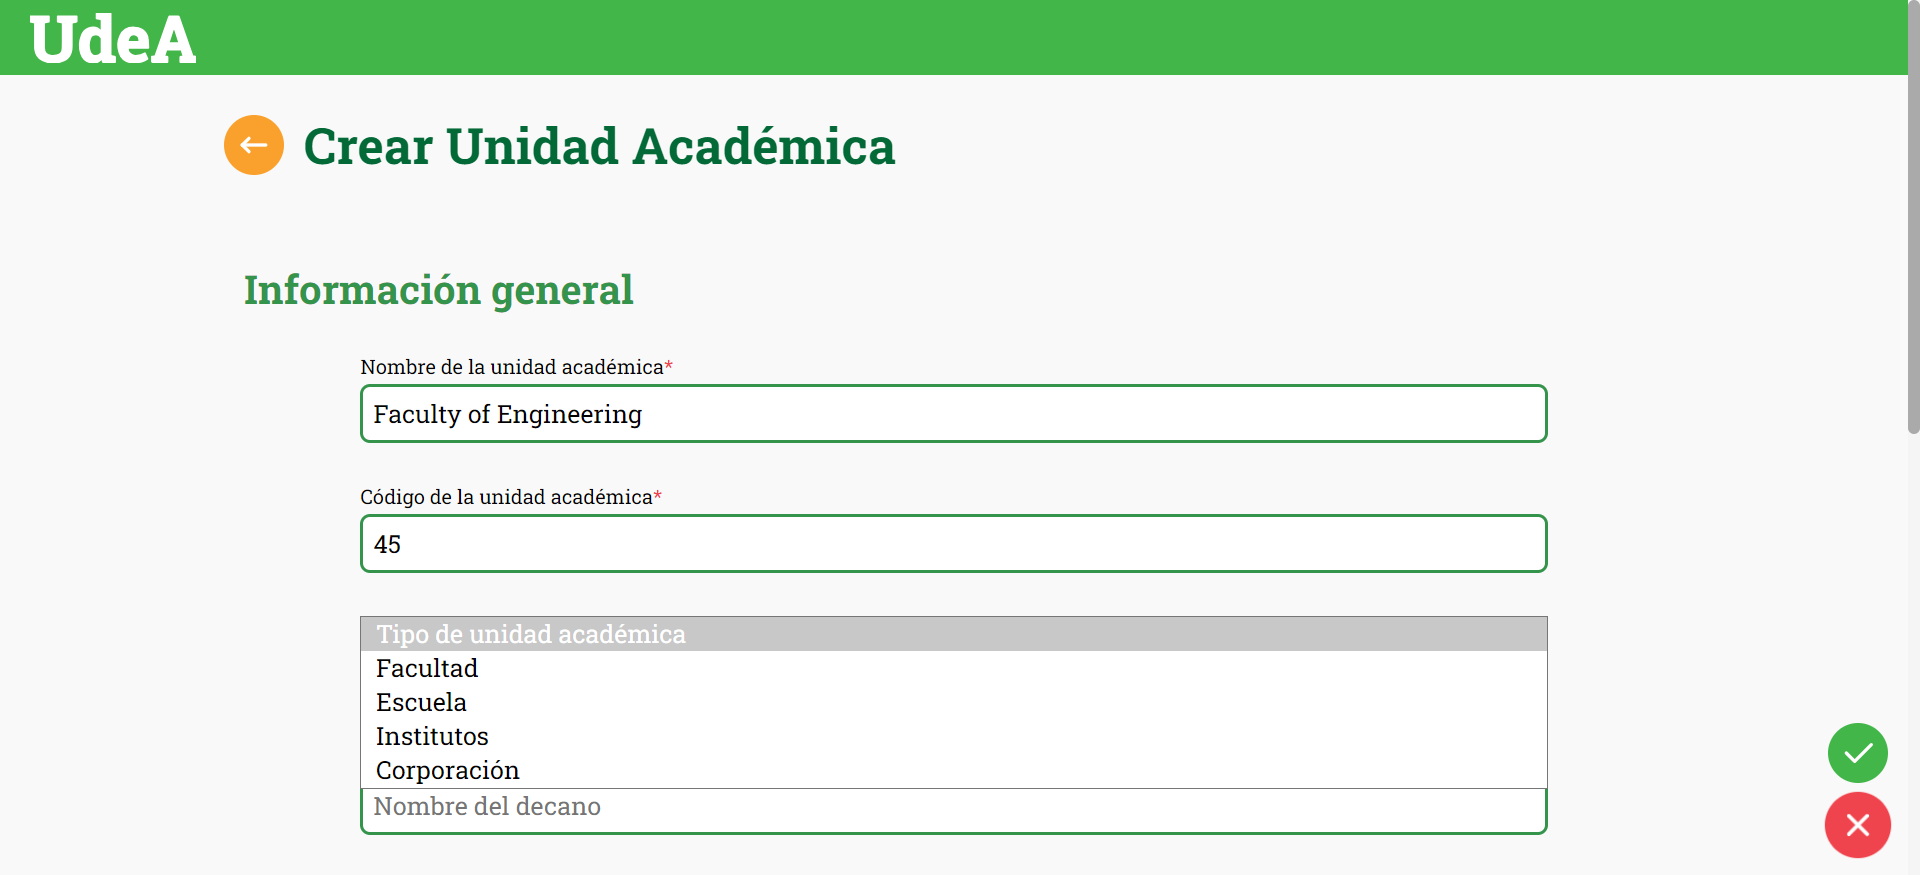 UdeA
Crear Unidad Académica
Información general
Nombre de la unidad académica*
Faculty of Engineering
Código de la unidad académica*
45
Tipo de unidad académica
Facultad
Escuela
Institutos
Corporación
Nombre del decano